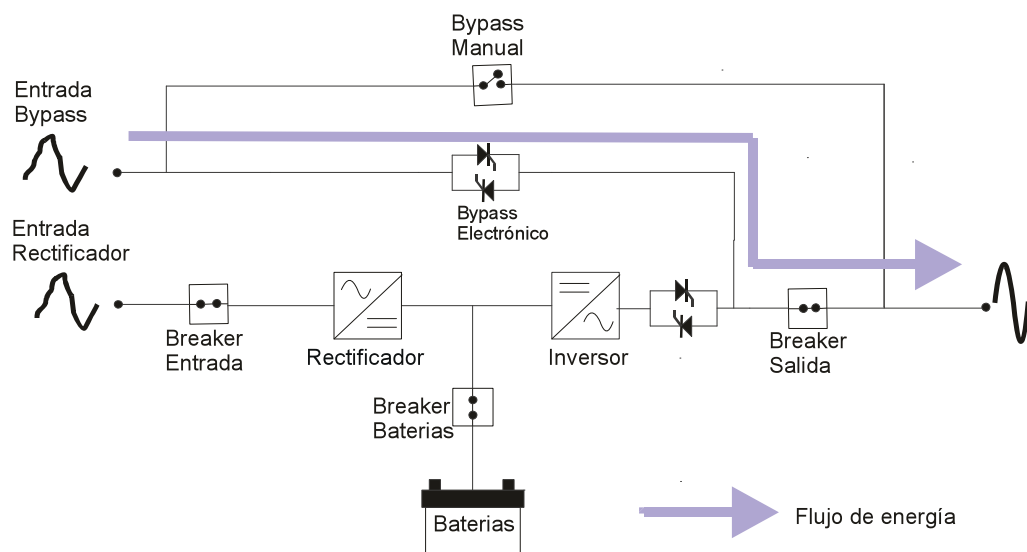 Bypass
Manual
Entrada
Bypass
Bypass
Electrónico
Entrada
Rectificador
Breaker
Entrada
Rectificador
Inversor
Breaker
Salida
Breaker
Baterias
Baterias
Flujo de energía